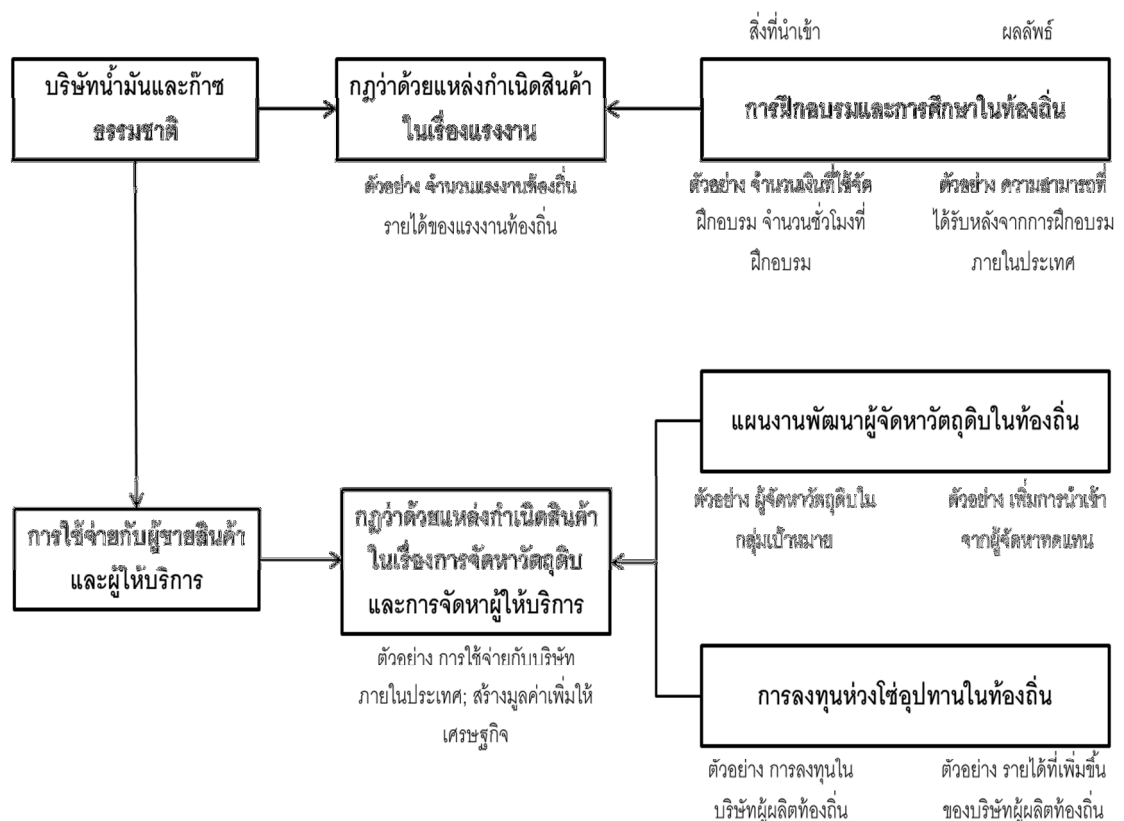 สิ่งที่นำเข้า
ผลลัพธ์
บริษัทน้ำมันและก๊าซ
ธรรมชาติ
กฎว่าด้วยแหล่งกำเนิดสินค้า
ในเรื่องแรงงาน
การฝึกอบรมและการศึกษาในท้องถิ่น
ตัวอย่าง จำนวนแรงงานท้องถิ่น
รายได้ของแรงงานท้องถิ่น
ตัวอย่าง จำนวนเงินที่ใช้จัด
ฝึกอบรม จำนวนชั่วโมงที่
ฝึกอบรม
ตัวอย่าง ความสามารถที่
ได้รับหลังจากการฝึกอบรม
ภายในประเทศ
แผนงานพัฒนาผู้จัดหาวัตถุดิบในท้องถิ่น
ตัวอย่าง ผู้จัดหาวัตถุดิบใน
กลุ่มเป้าหมาย
ตัวอย่าง เพิ่มการนำเข้า
จากผู้จัดหาทดแทน
การใช้จ่ายกับผู้ขายสินค้า
และผู้ให้บริการ
กฎว่าด้วยแหล่งกำเนิดสินค้า
ในเรื่องการจัดหาวัตถุดิบ
และการจัดหาผู้ให้บริการ
ตัวอย่าง การใช้จ่ายกับบริษัท
ภายในประเทศ; สร้างมูลค่าเพิ่มให้
เศรษฐกิจ
การลงทุนห่วงโซ่อุปทานในท้องถิ่น
ตัวอย่าง การลงทุนใน
บริษัทผู้ผลิตท้องถิ่น
ตัวอย่าง รายได้ที่เพิ่มขึ้น
ของบริษัทผู้ผลิตท้องถิ่น